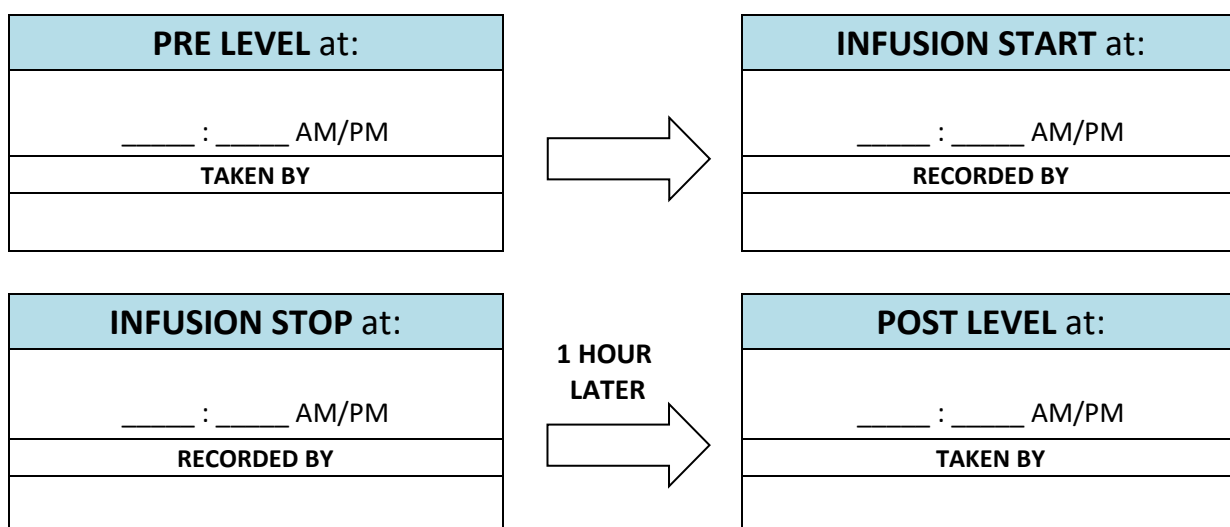 PRE LEVEL at:
_____ : _____ AM/PM
TAKEN BY
INFUSION START at:
_____ : _____ AM/PM
RECORDED BY
INFUSION STOP at:
_____ : _____ AM/PM
RECORDED BY
1 HOUR
LATER
POST LEVEL at:
_____ : _____ AM/PM
TAKEN BY